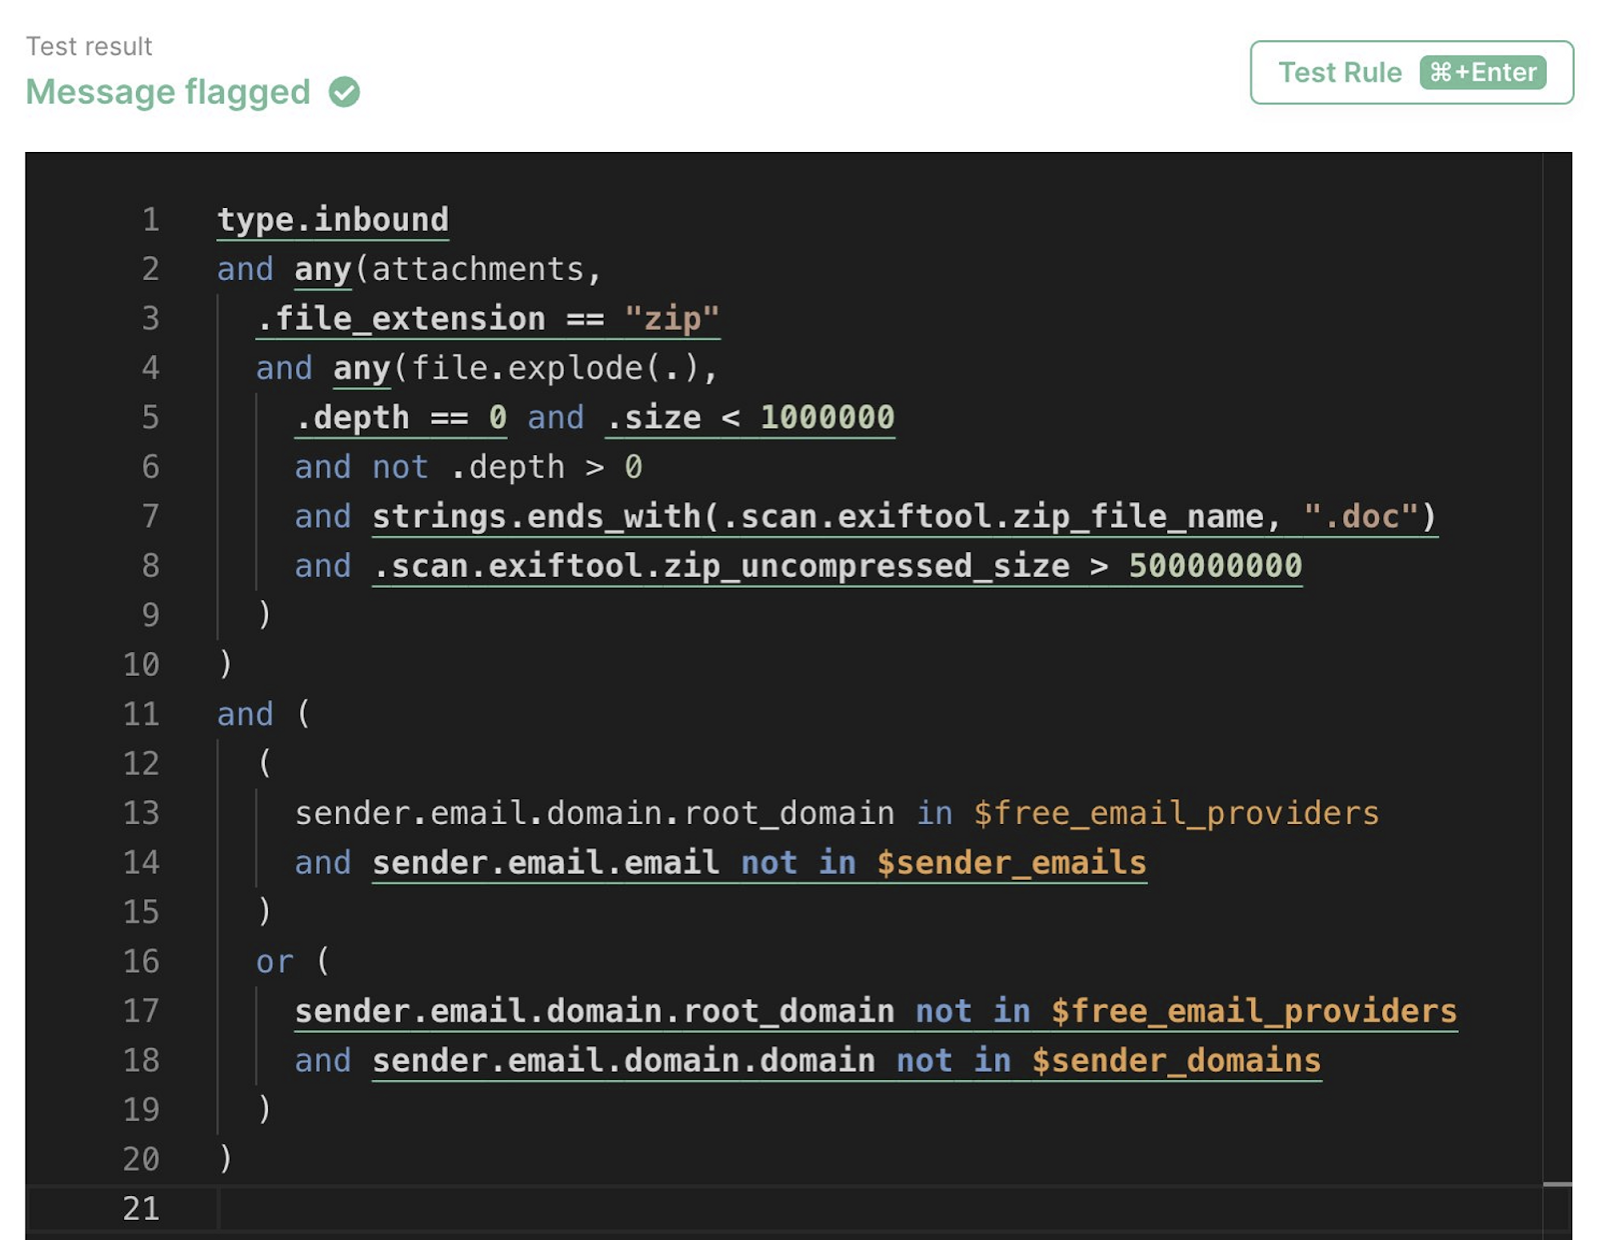 Test result
Message flagged
Test Rule ⌘+Enter
1 type.inbound
2 and any(attachments,
3 .file_extension == "zip"
4 and any(file.explode(.),
5 .depth == 0 and .size < 1000000
6 and not .depth > 0
7 and strings.ends_with(.scan.exiftool.zip_file_name, ".doc")
8 and .scan.exiftool.zip_uncompressed_size > 500000000
9 )
10 )
11 and (
12 (
13 sender.email.domain.root_domain in $free_email_providers
14 and sender.email.email not in $sender_emails
15 )
16 or (
17 sender.email.domain.root_domain not in $free_email_providers
18 and sender.email.domain.domain not in $sender_domains
19 )
20 )
21